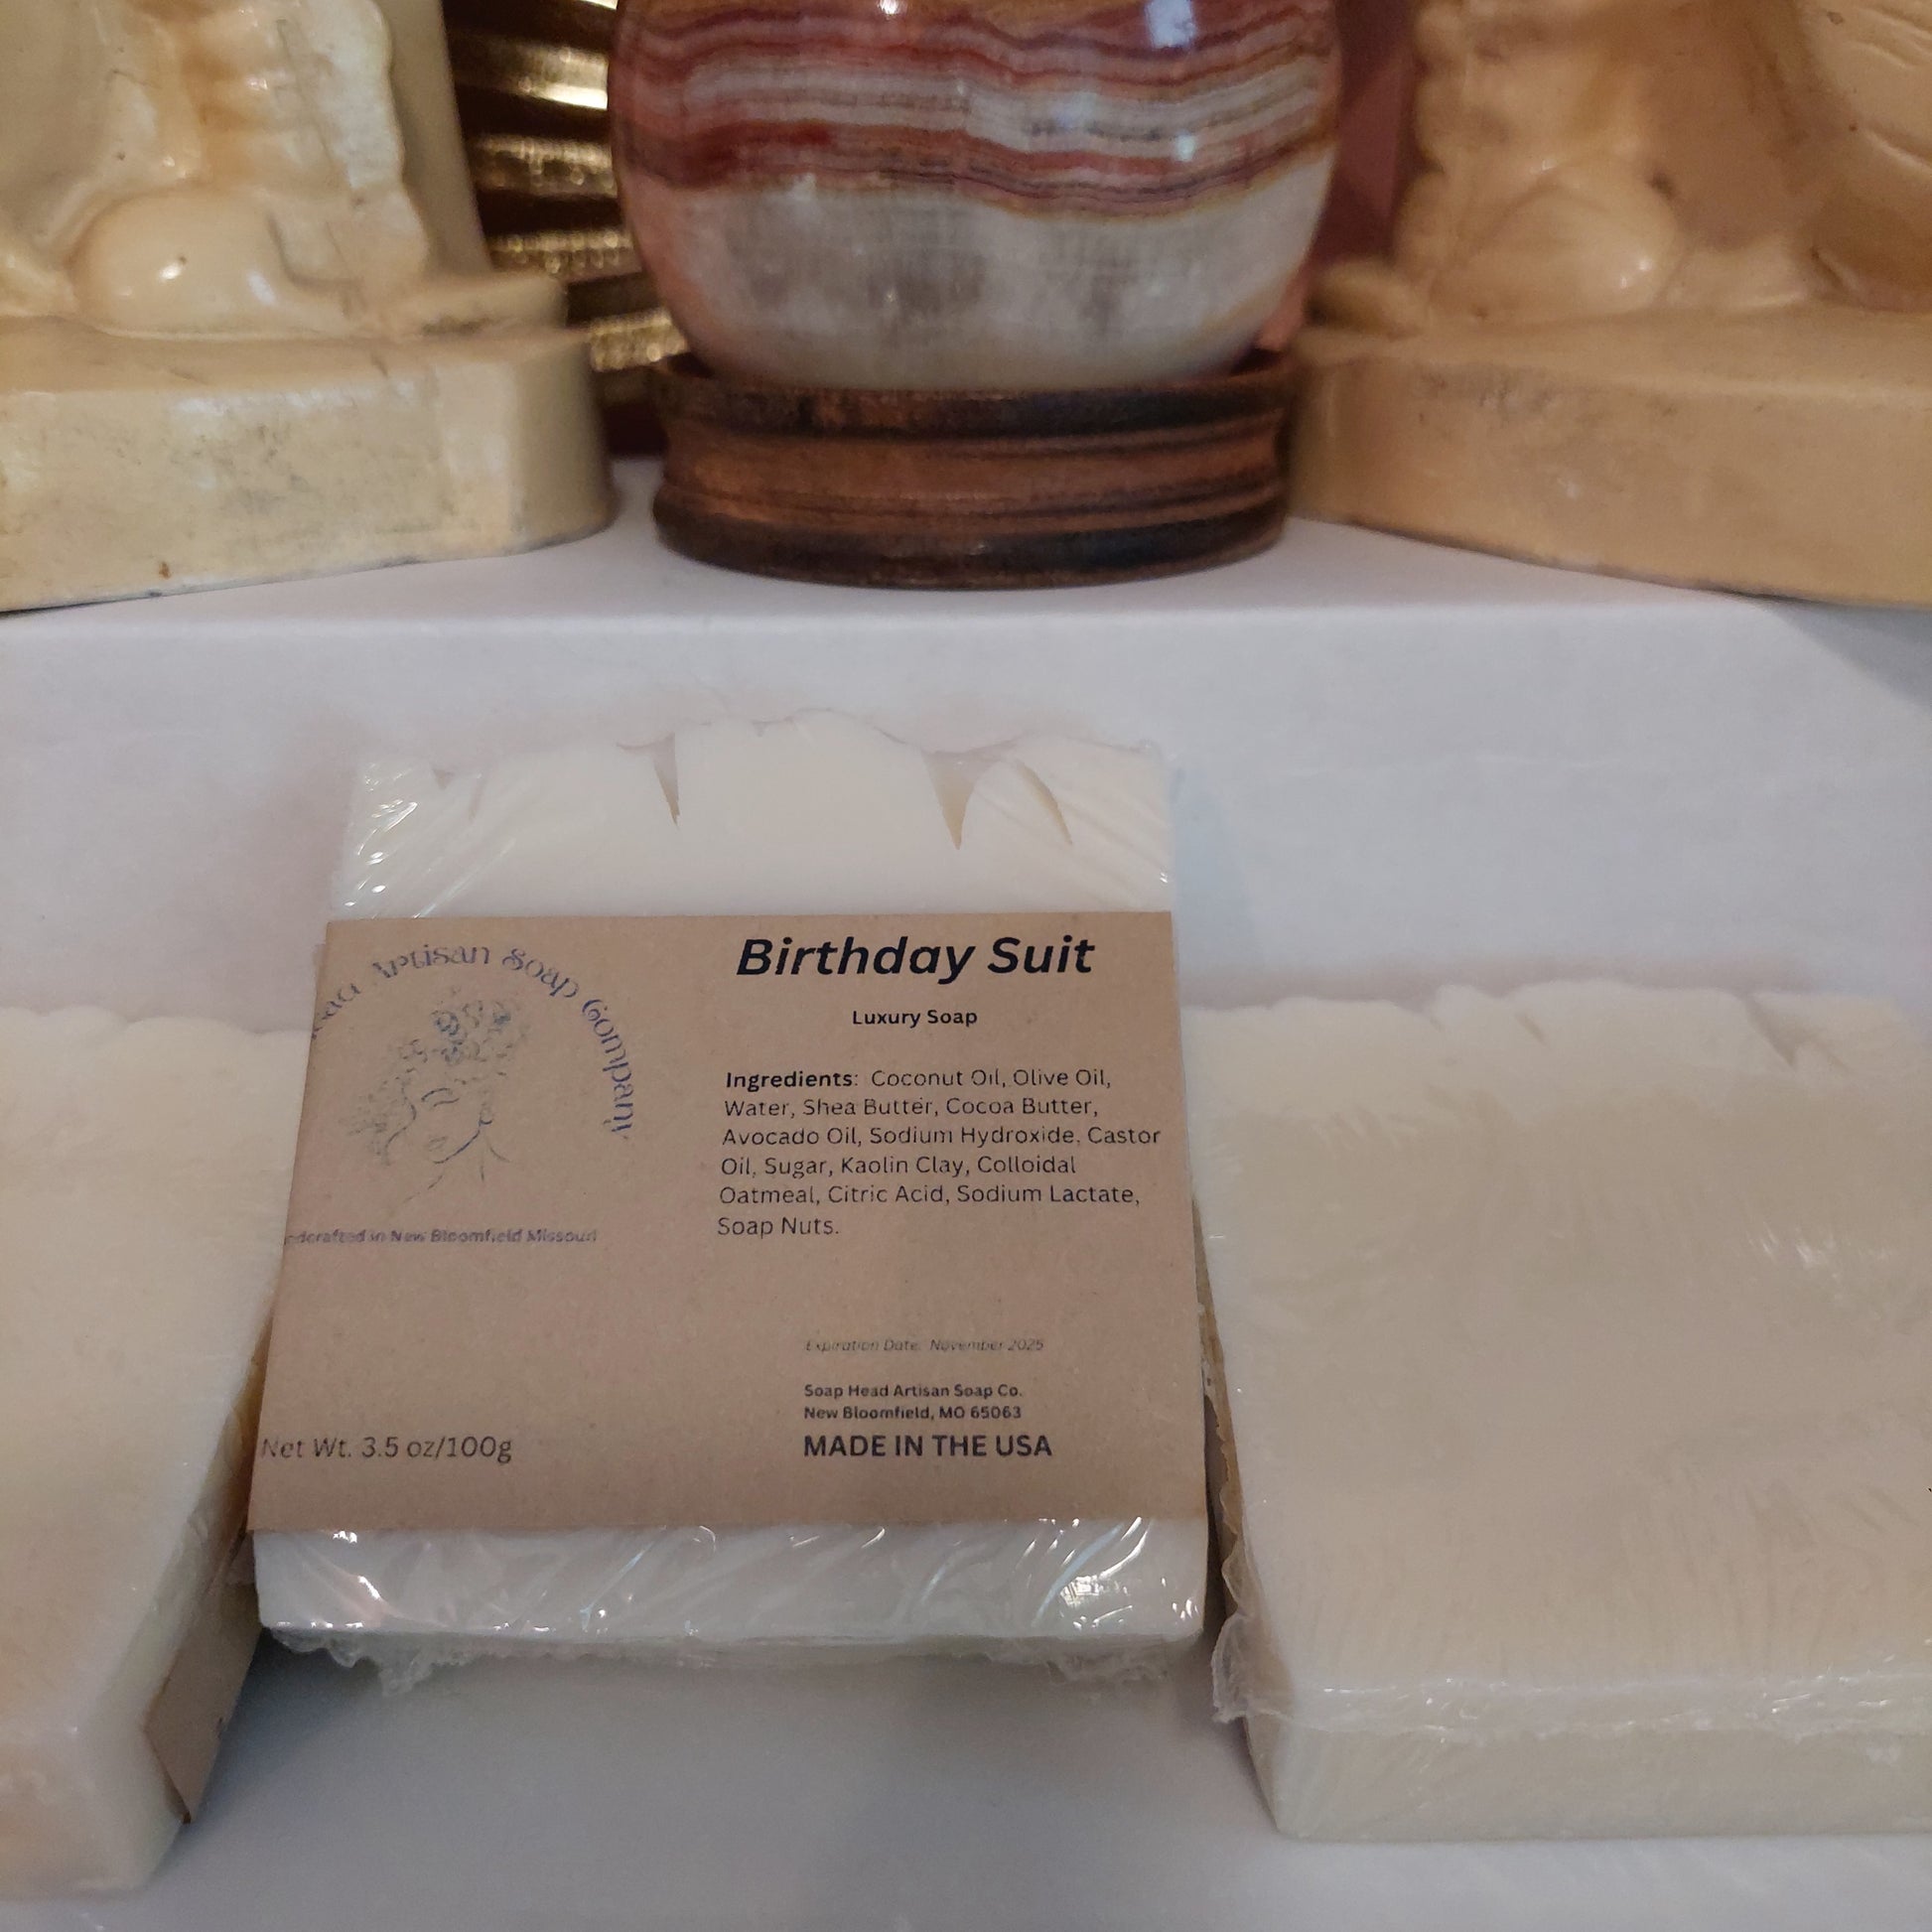 Artisan Soap Company
Handcrafted in New Bloomfield Missouri
Net Wt. 3.5 oz/100g
Birthday Suit
Luxury Soap
Ingredients: Coconut Oil, Olive Oil,
Water, Shea Butter, Cocoa Butter,
Avocado Oil, Sodium Hydroxide, Castor
Oil, Sugar, Kaolin Clay, Colloidal
Oatmeal, Citric Acid, Sodium Lactate,
Soap Nuts.
Expiration Date: November 2025
Soap Head Artisan Soap Co.
New Bloomfield, MO 65063
MADE IN THE USA